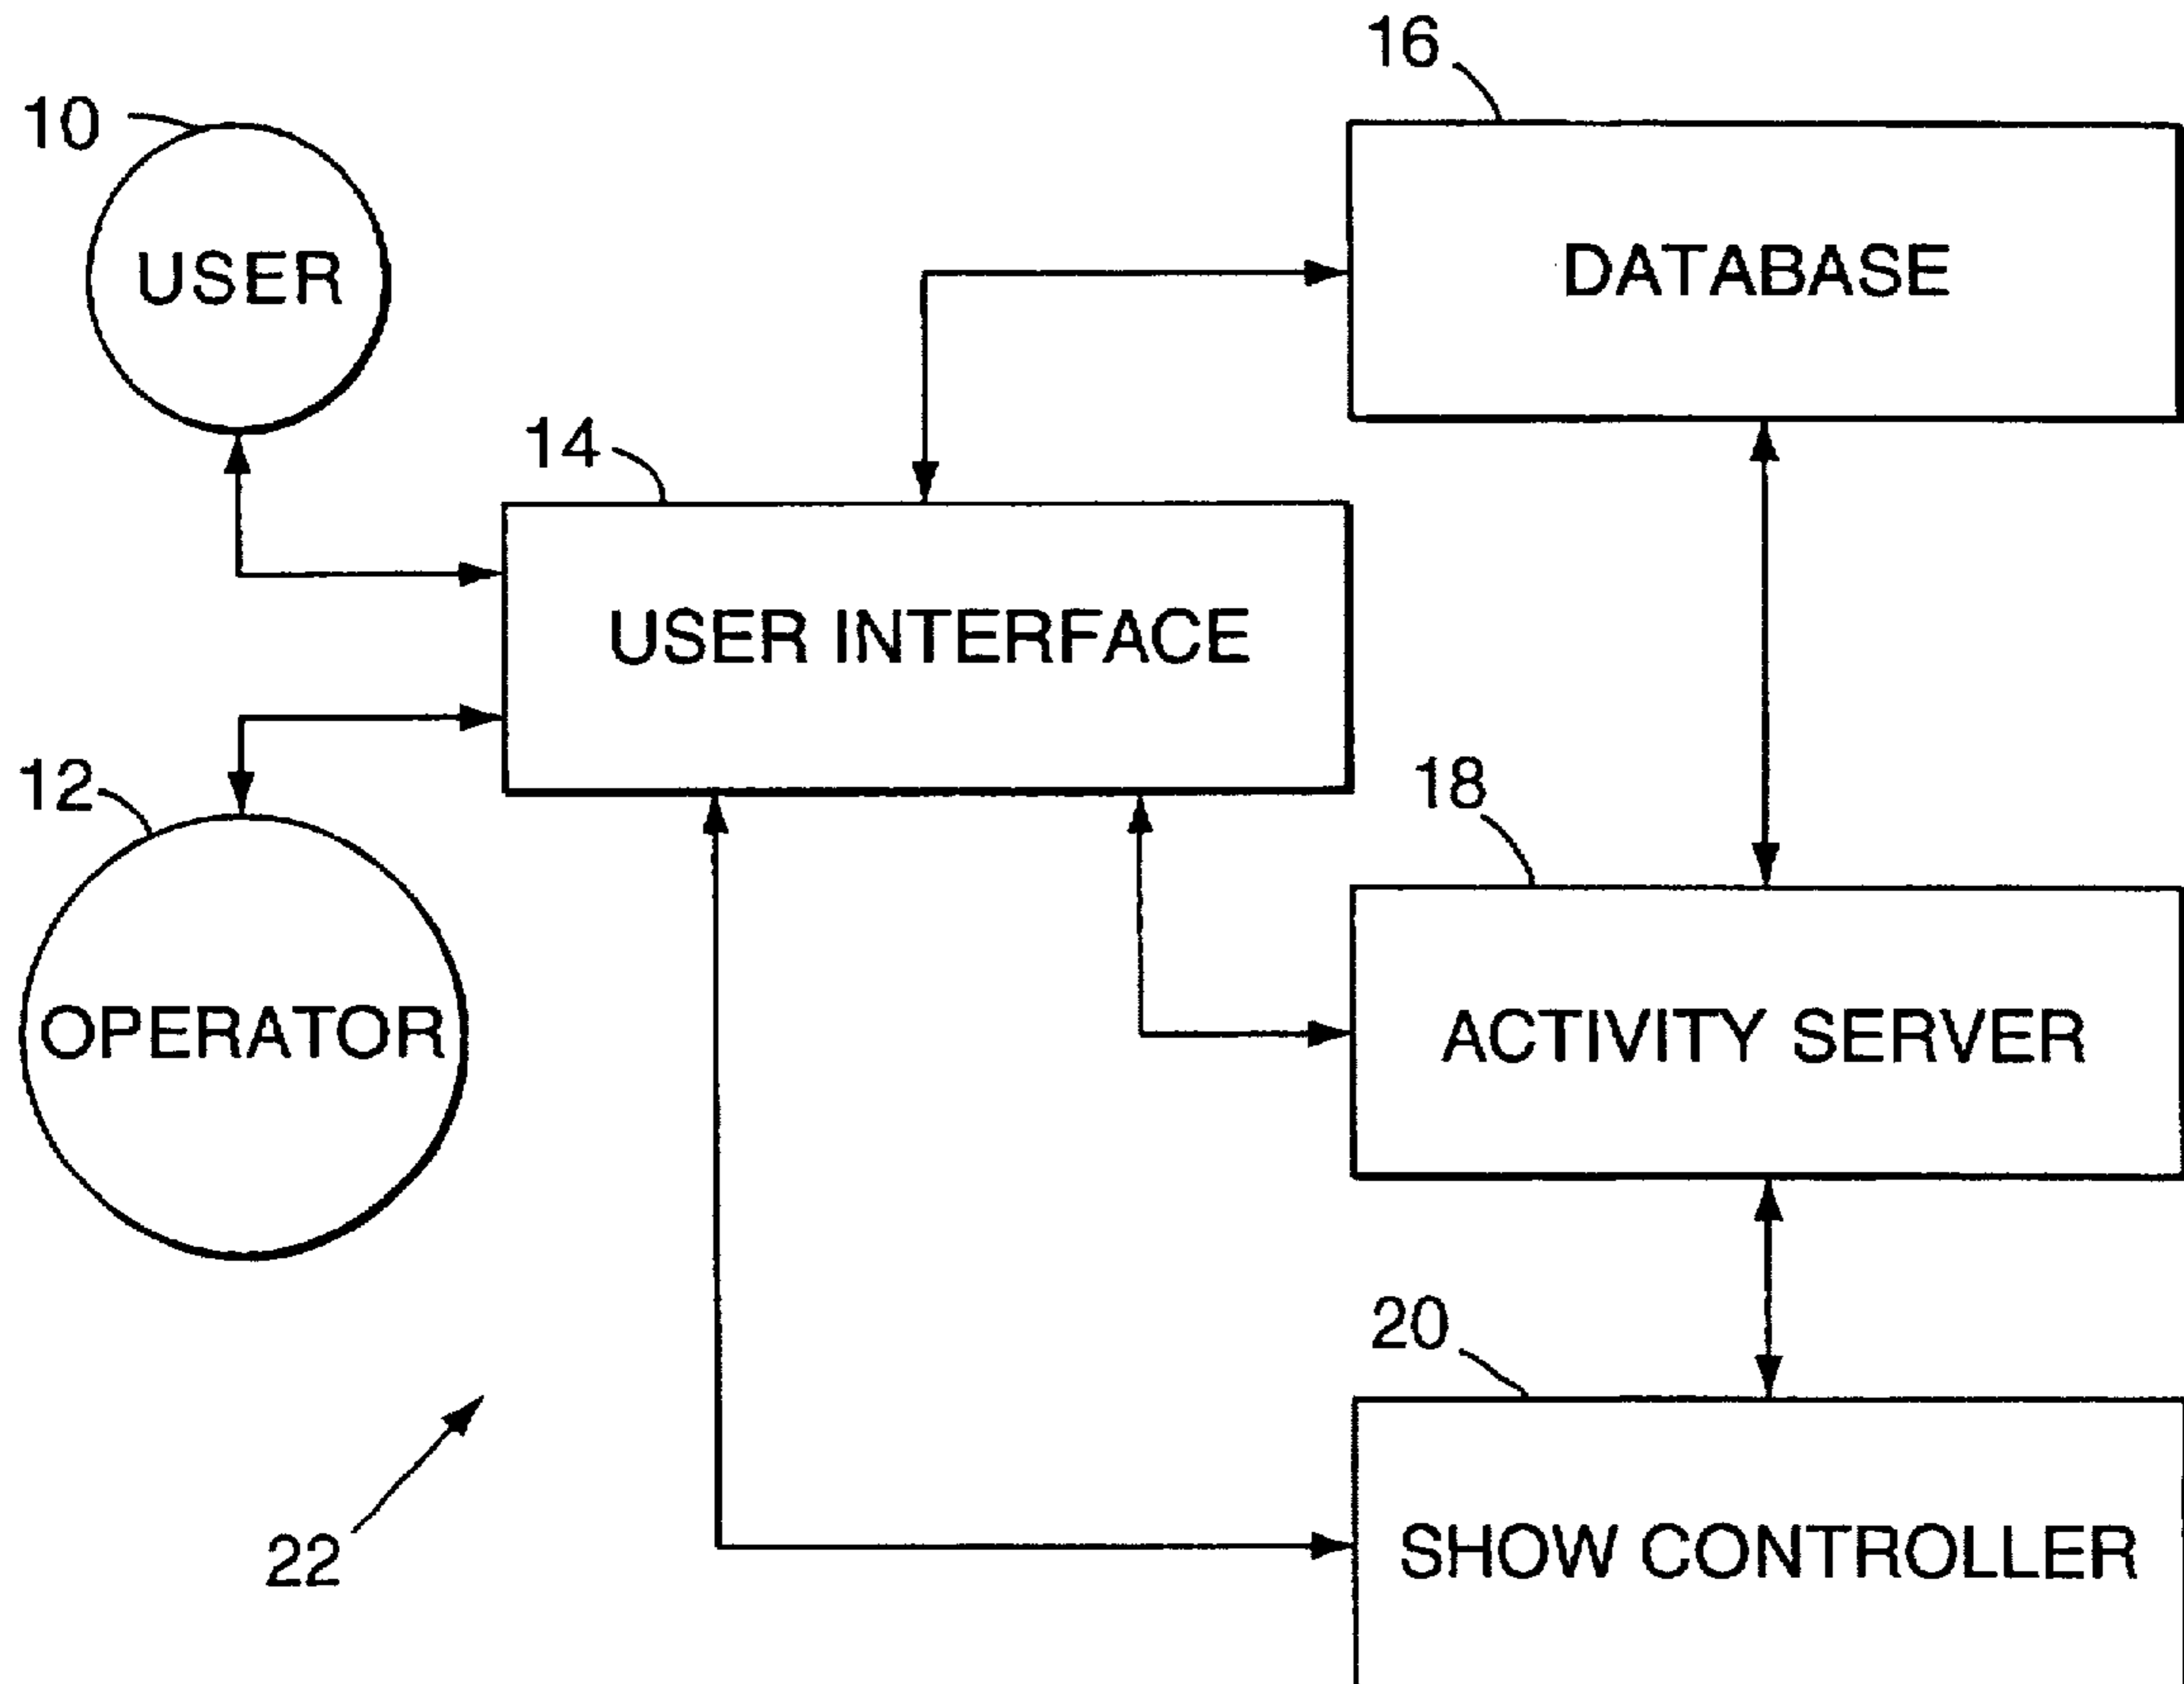 16
10
DATABASE
USER
14
USER INTERFACE
12
18
OPERATOR
ACTIVITY SERVER
20
22
SHOW CONTROLLER